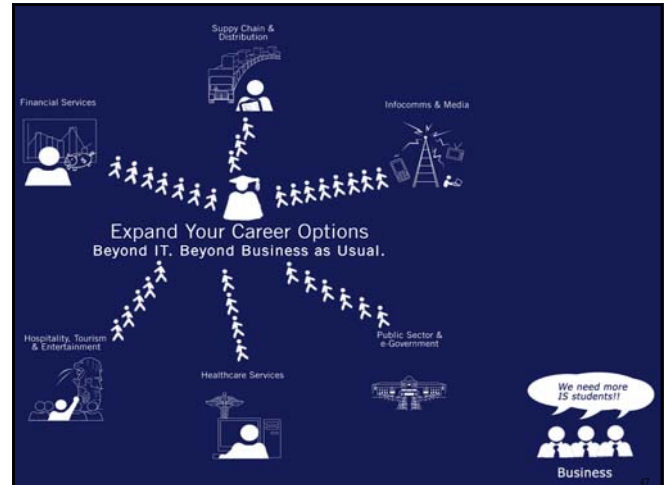 Suppy Chain &
Distribution
Financial Services
Infocomms & Media
Expand Your Career Options
Beyond IT. Beyond Business as Usual.
Hospitality, Tourism
& Entertainment
Public Sector &
e-Government
Healthcare Services
We need more
IS students!!
Business